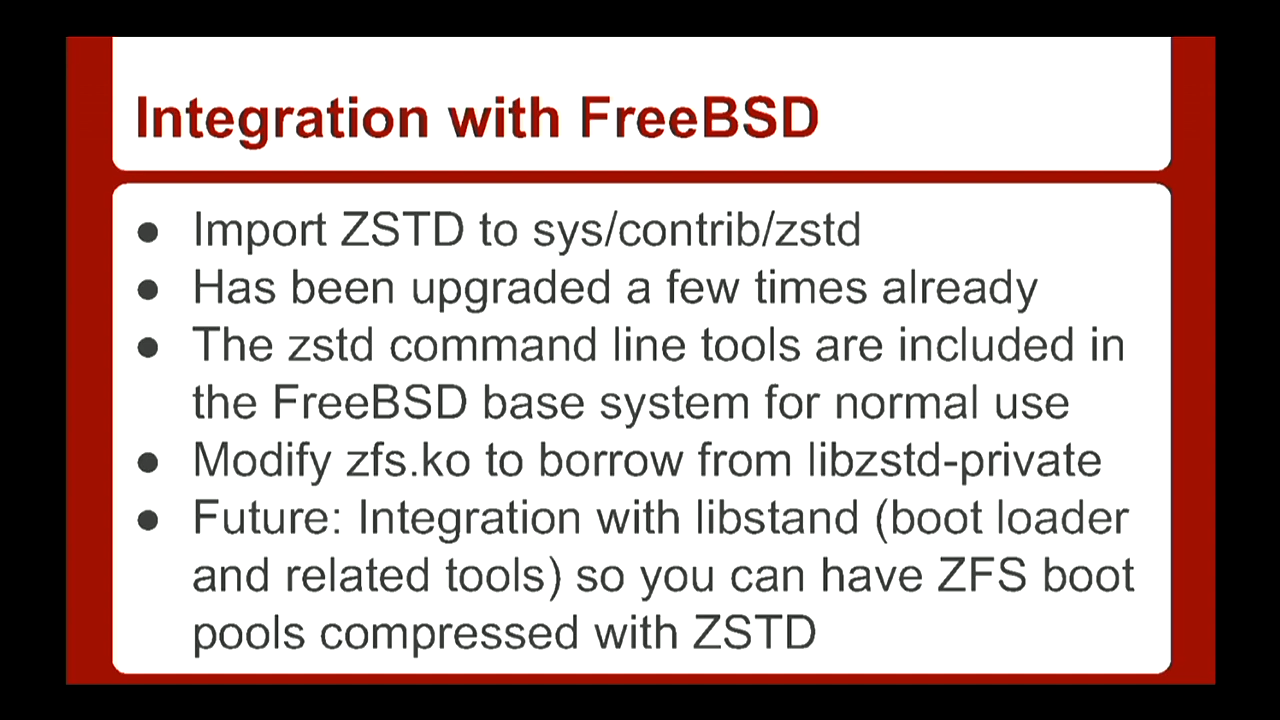 Integration with FreeBSD
● Import ZSTD to sys/contrib/zstd
● Has been upgraded a few times already
● The zstd command line tools are included in
the FreeBSD base system for normal use
● Modify zfs.ko to borrow from libzstd-private
● Future: Integration with libstand (boot loader
and related tools) so you can have ZFS boot
pools compressed with ZSTD